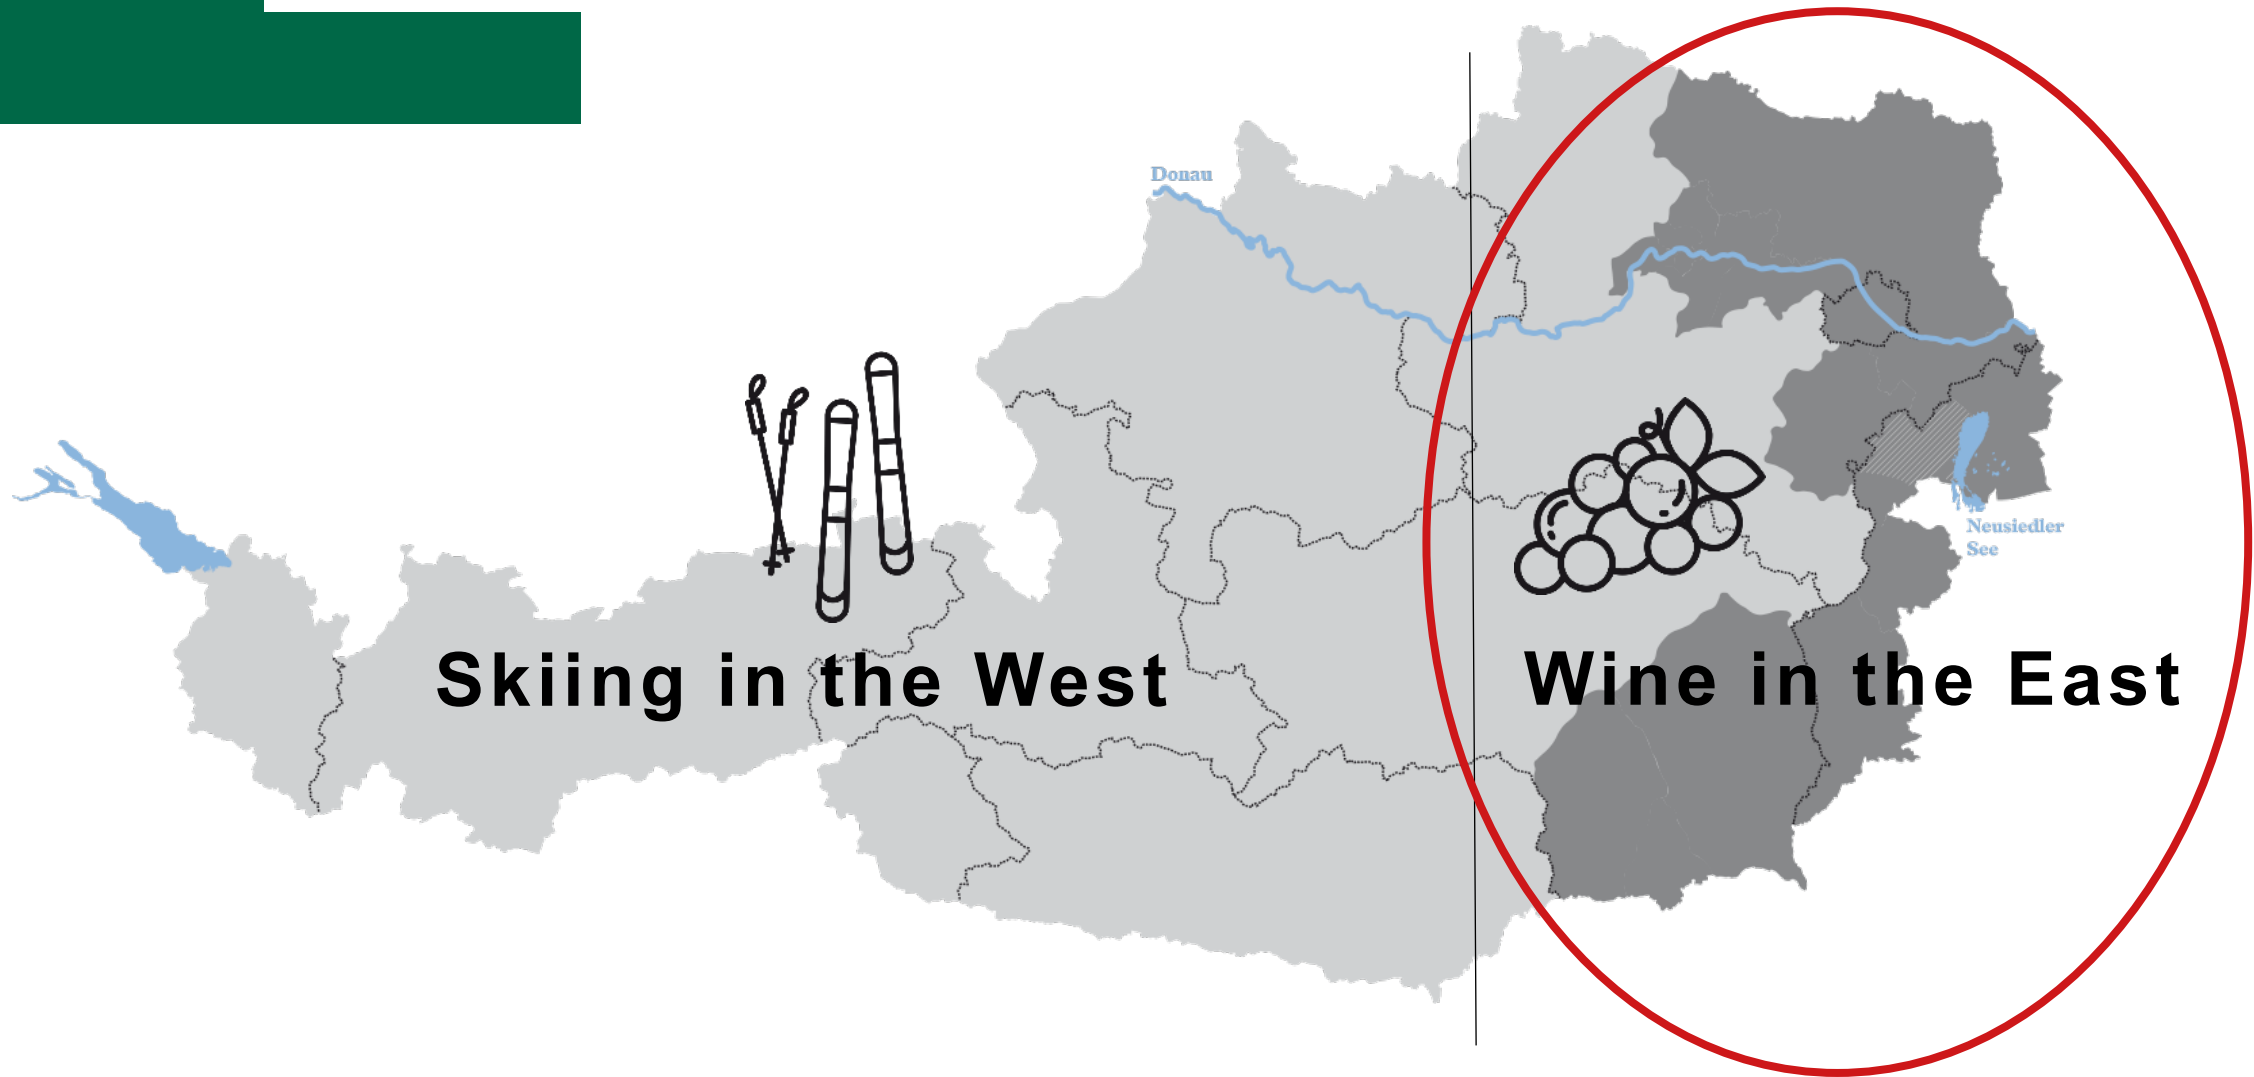 Donau
Neusiedler
See
Skiing in the West
Wine in the East